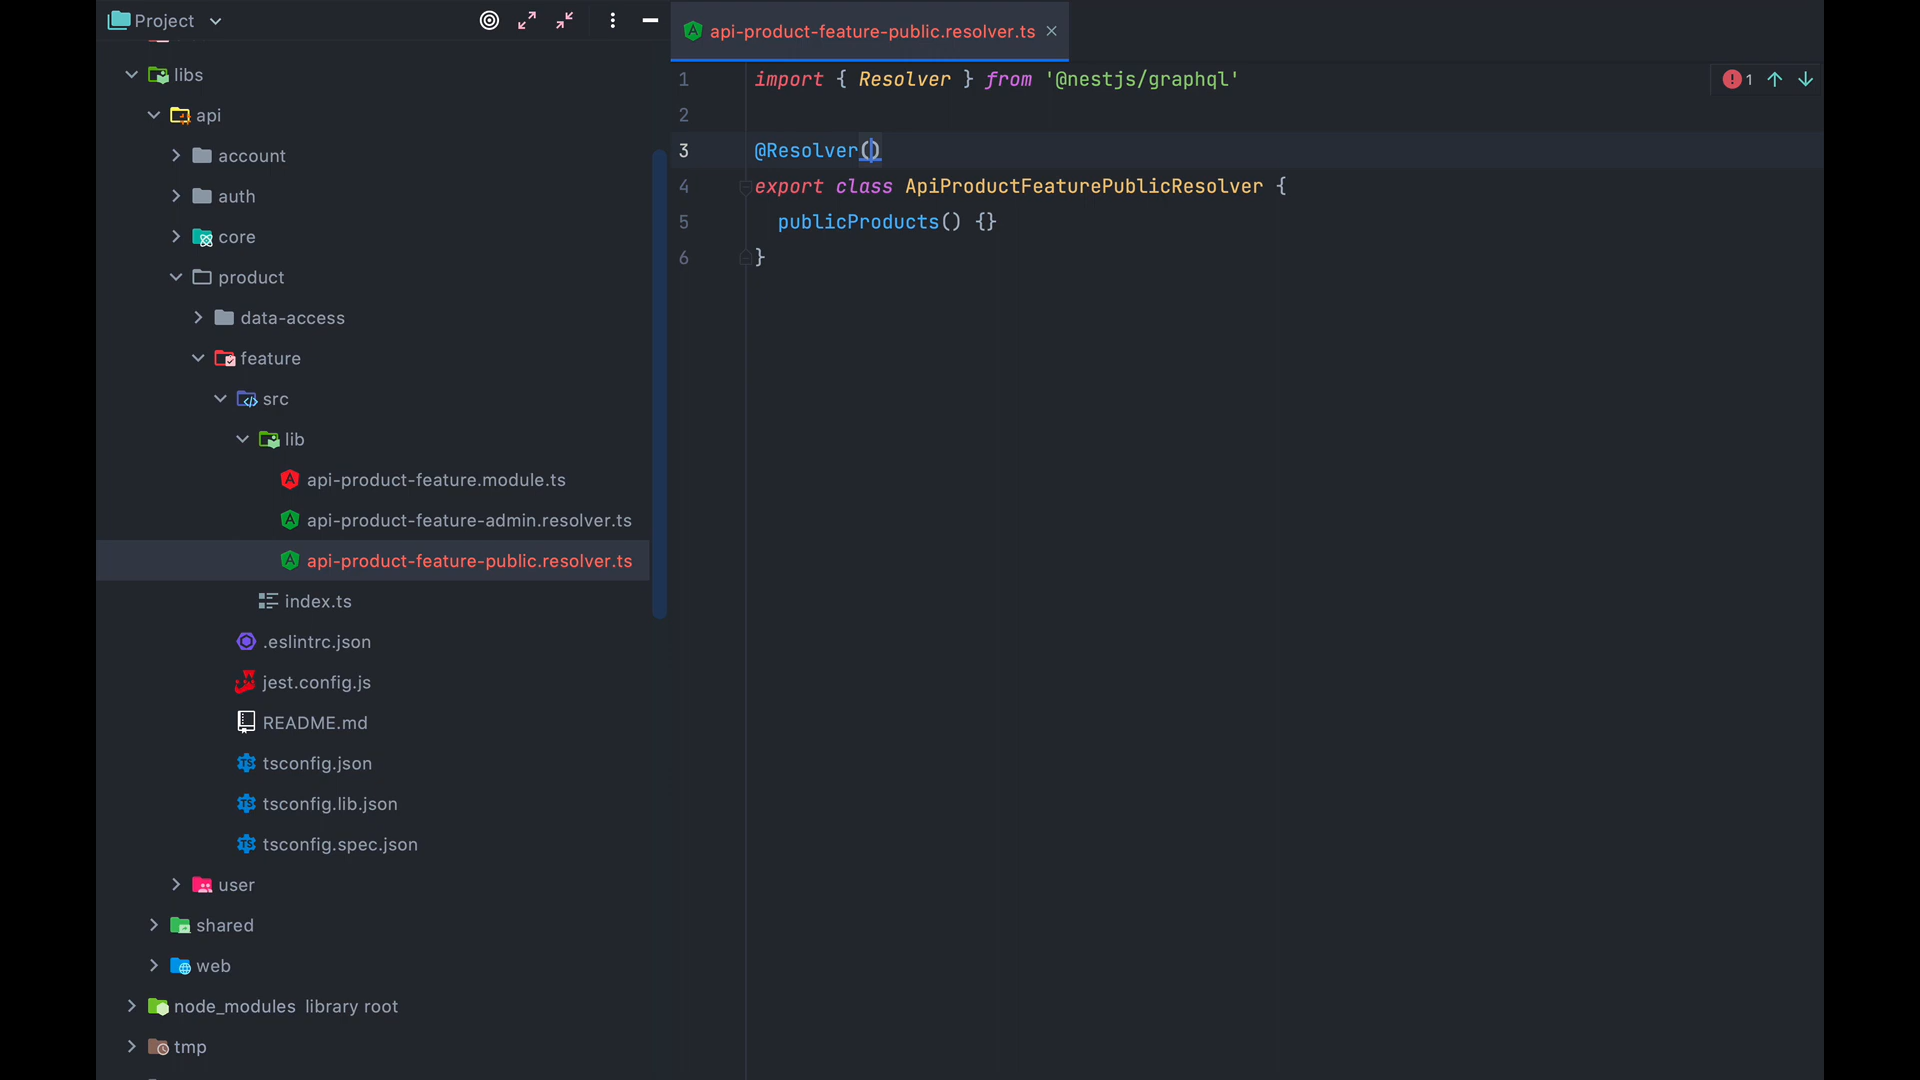 Project
libs
api
account
auth
core
product
data-access
feature
src
lib
api-product-feature.module.ts
api-product-feature-admin.resolver.ts
api-product-feature-public.resolver.ts
index.ts
.eslintrc.json
jest.config.js
README.md
tsconfig.json
tsconfig.lib.json
tsconfig.spec.json
user
shared
web
node_modules library root
tmp
api-product-feature-public.resolver.ts
1 import { Resolver } from '@nestjs/graphql'
2
3 @Resolver()
4 export class ApiProductFeaturePublicResolver {
5 publicProducts() {}
6 }
1